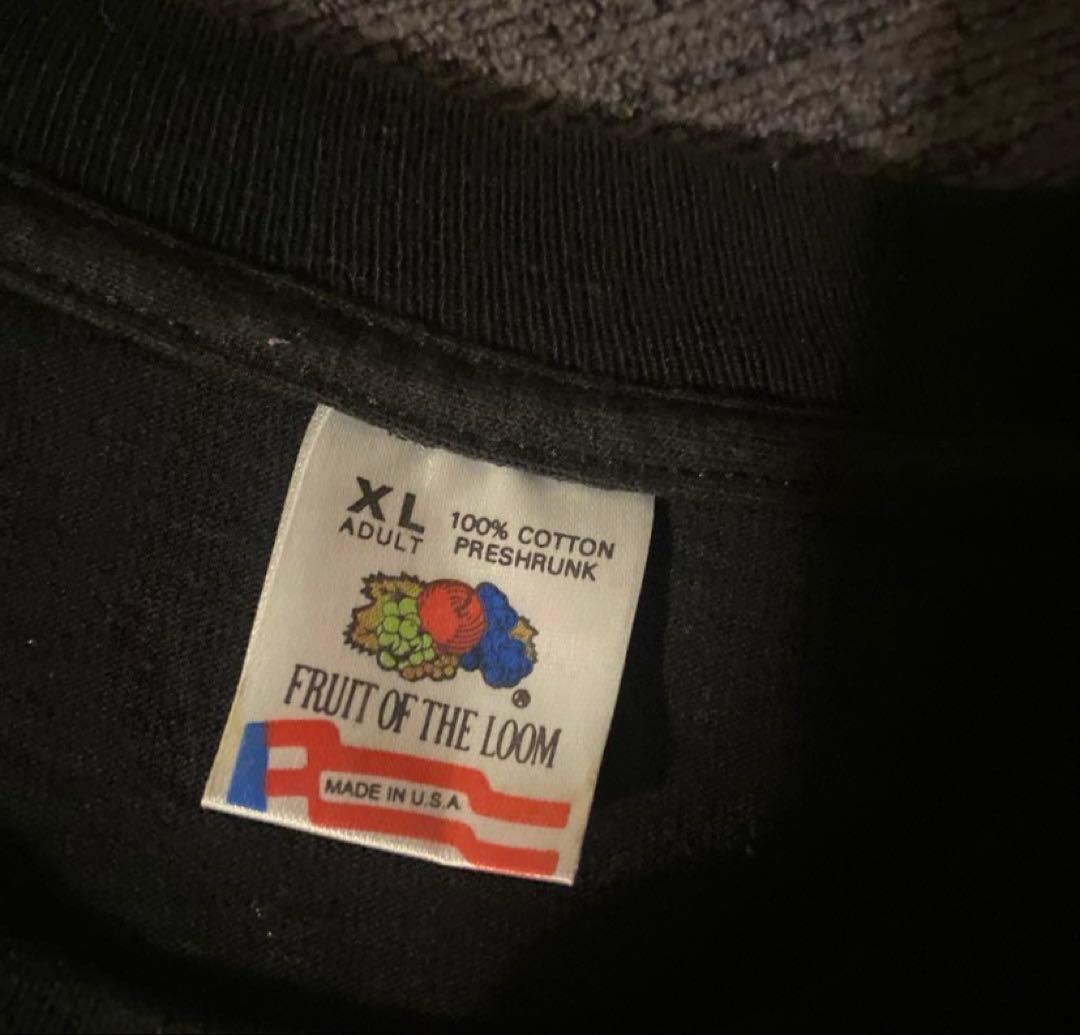 XL
ADULT
100% COTTON
PRESHRUNK
®
FRUIT OF THE LOOM
MADE IN U.S.A.